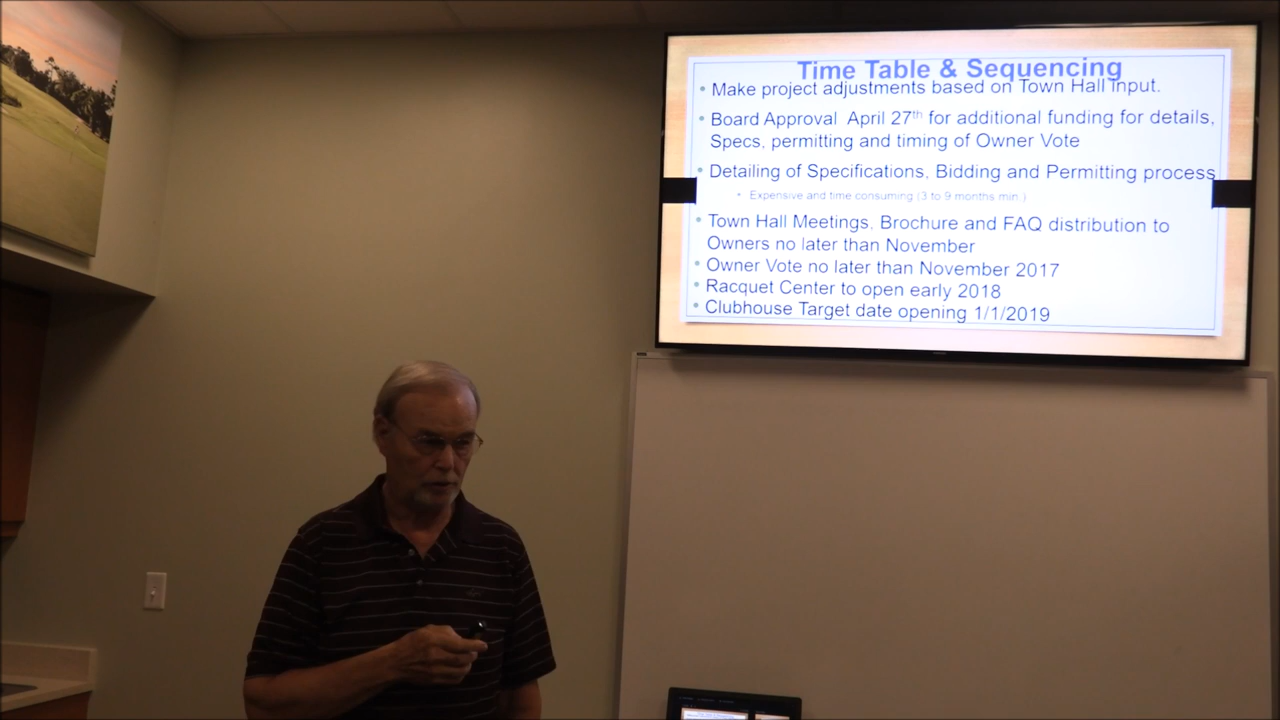 Time Table & Sequencing
• Make project adjustments based on Town Hall input.
• Board Approval April 27th for additional funding for details,
Specs, permitting and timing of Owner Vote
• Detailing of Specifications, Bidding and Permitting process
• Expensive and time consuming (3 to 9 months min.)
• Town Hall Meetings, Brochure and FAQ distribution to
Owners no later than November
• Owner Vote no later than November 2017
• Racquet Center to open early 2018
• Clubhouse Target date opening 1/1/2019